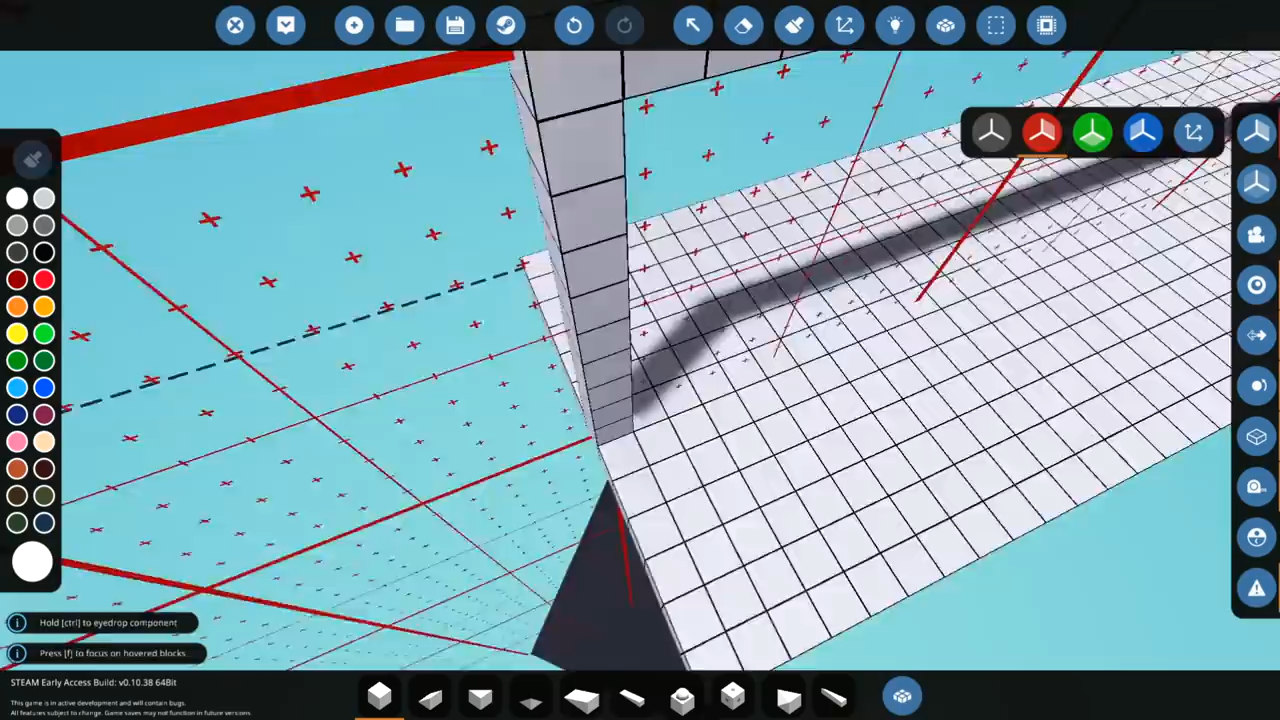 Hold [ctrl] to eyedrop component
Press [f] to focus on hovered blocks
STEAM Early Access Build: v0.10.38 64Bit
This game is in active development and will contain bugs.
All features subject to change. Game saves may not function in future versions